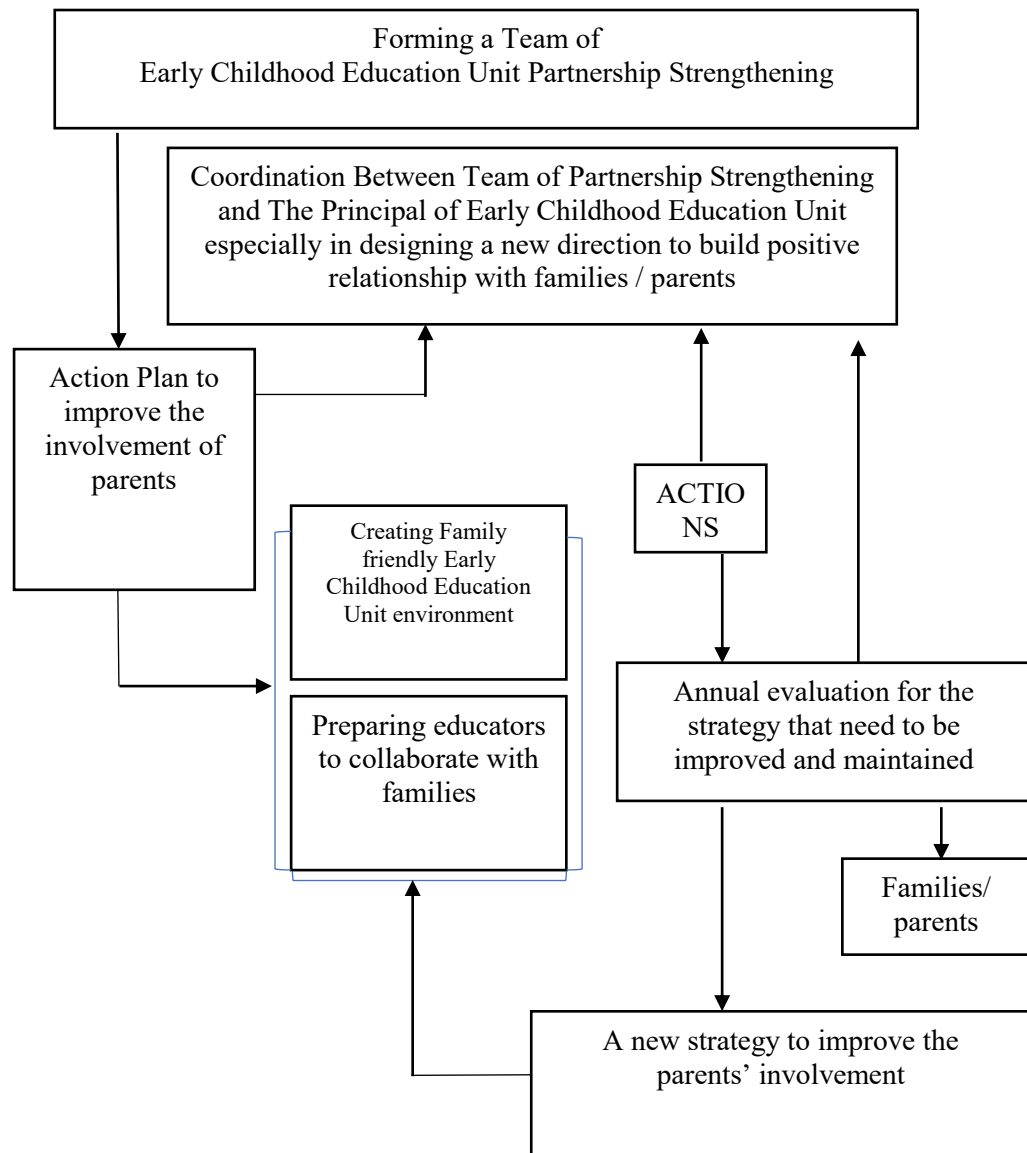 Forming a Team of
Early Childhood Education Unit Partnership Strengthening
Coordination Between Team of Partnership Strengthening
and The Principal of Early Childhood Education Unit
especially in designing a new direction to build positive
relationship with families / parents
Action Plan to
improve the
involvement of
parents
ACTIO
NS
Creating Family
friendly Early
Childhood Education
Unit environment
Preparing educators
to collaborate with
families
Annual evaluation for the
strategy that need to be
improved and maintained
Families/
parents
A new strategy to improve the
parents’ involvement